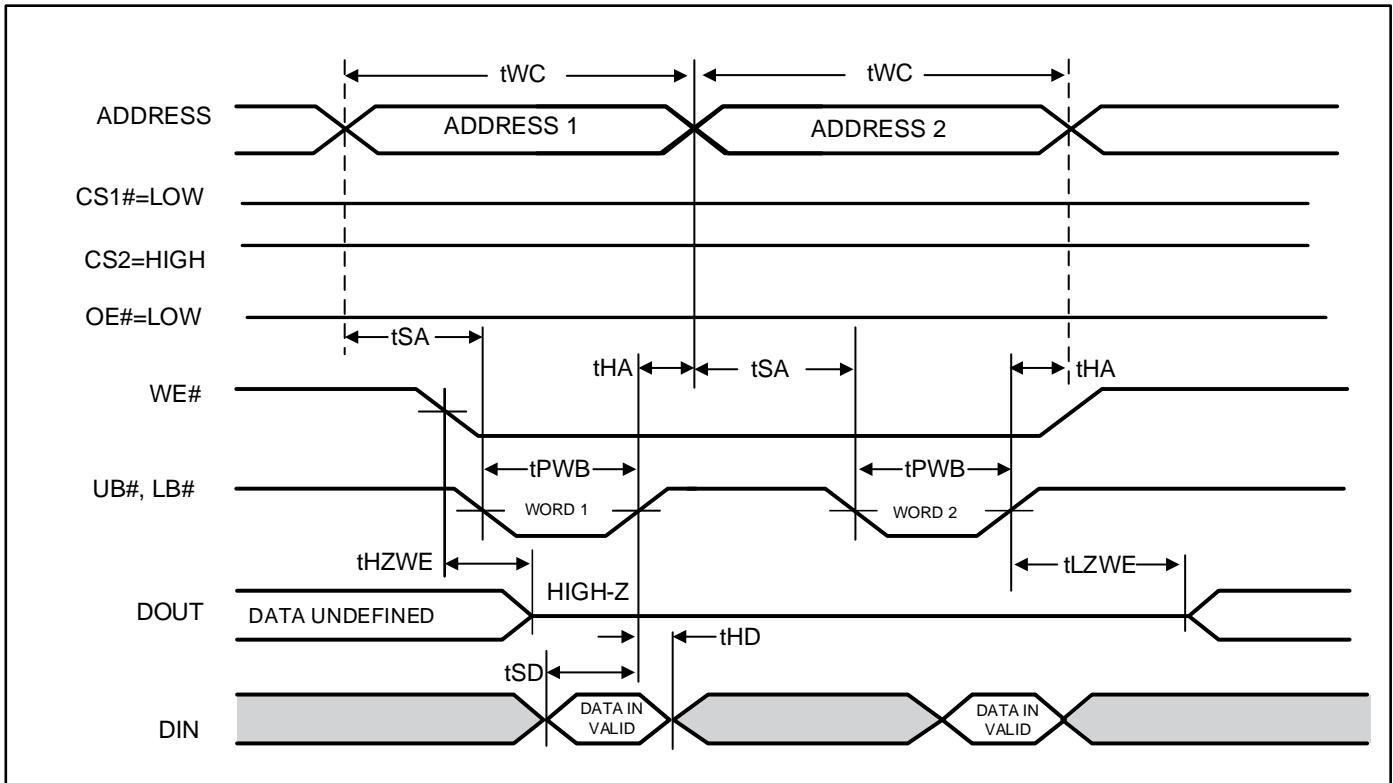 tWC
tWC
ADDRESS
ADDRESS 1
ADDRESS 2
CS1#=LOW
CS2=HIGH
OE#=LOW
tSA
tHA
tSA
tHA
WE#
tPWB
tPWB
UB#, LB#
WORD 1
WORD 2
tHZWE
tLZWE
HIGH-Z
DOUT
DATA UNDEFINED
tHD
tSD
DIN
DATA IN
VALID
DATA IN
VALID